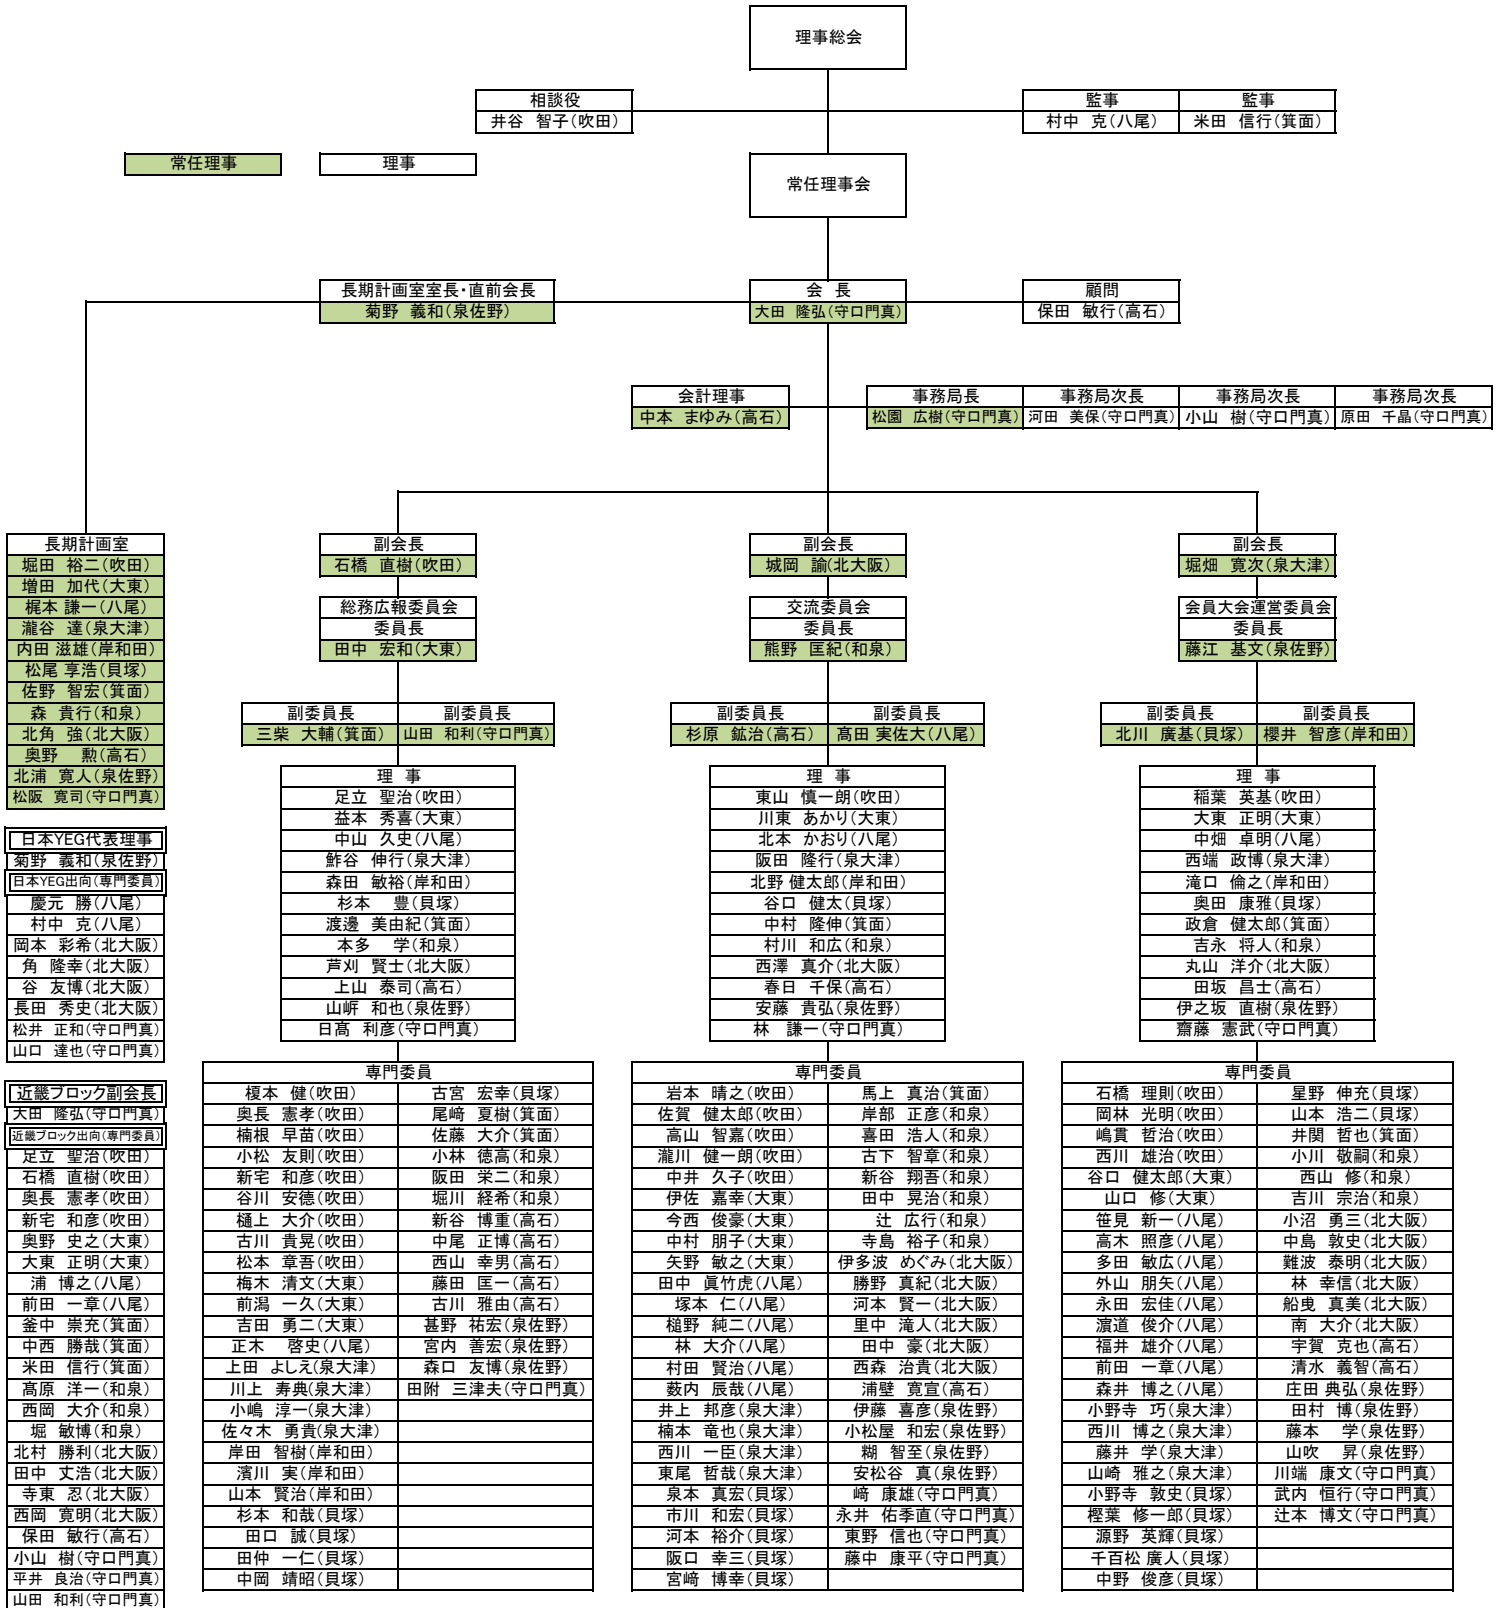 理事総会
相談役
井谷　智子(吹田)
監事
村中　克(八尾)
監事
米田　信行(箕面)
常任理事
理事
常任理事会
長期計画室室長・直前会長
菊野　義和(泉佐野)
会　長
大田　隆弘(守口門真)
顧問
保田　敏行(高石)
会計理事
中本　まゆみ(高石)
事務局長
松園　広樹(守口門真)
事務局次長
河田　美保(守口門真)
事務局次長
小山　樹(守口門真)
事務局次長
原田　千晶(守口門真)
長期計画室
堀田　裕二(吹田)
増田　加代(大東)
梶本 謙一(八尾)
瀧谷　達(泉大津)
内田 滋雄(岸和田)
松尾 享浩(貝塚)
佐野　智宏(箕面)
森　貴行(和泉)
北角　強(北大阪)
奥野　　勲(高石)
北浦　寛人(泉佐野)
松阪　寛司(守口門真)
日本YEG代表理事
菊野　義和(泉佐野)
日本YEG出向(専門委員)
慶元　勝(八尾)
村中　克(八尾)
岡本　彩希(北大阪)
角　隆幸(北大阪)
谷　友博(北大阪)
長田　秀史(北大阪)
松井　正和(守口門真)
山口　達也(守口門真)
近畿ブロック副会長
大田　隆弘(守口門真)
近畿ブロック出向(専門委員)
足立　聖治(吹田)
石橋　直樹(吹田)
奥長　憲孝(吹田)
新宅　和彦(吹田)
奥野　史之(大東)
大東　正明(大東)
浦　博之(八尾)
前田　一章(八尾)
釜中　崇充(箕面)
中西　勝哉(箕面)
米田　信行(箕面)
髙原　洋一(和泉)
西岡　大介(和泉)
堀　敏博(和泉)
北村　勝利(北大阪)
田中　丈浩(北大阪)
寺東　忍(北大阪)
西岡　寛明(北大阪)
保田　敏行(高石)
小山　樹(守口門真)
平井　良治(守口門真)
山田　和利(守口門真)
副会長
石橋　直樹(吹田)
総務広報委員会
委員長
田中　宏和(大東)
副委員長
三柴　大輔(箕面)
副委員長
山田　和利(守口門真)
理　事
足立　聖治(吹田)
益本　秀喜(大東)
中山　久史(八尾)
鮓谷　伸行(泉大津)
森田　敏裕(岸和田)
杉本　　豊(貝塚)
渡邊　美由紀(箕面)
本多　　学(和泉)
芦刈　賢士(北大阪)
上山　泰司(高石)
山㟁　和也(泉佐野)
日髙　利彦(守口門真)
専門委員
榎本　健(吹田)　古宮　宏幸(貝塚)
奥長　憲孝(吹田)　尾﨑　夏樹(箕面)
楠根　早苗(吹田)　佐藤　大介(箕面)
小松　友則(吹田)　小林　徳高(和泉)
新宅　和彦(吹田)　阪田　栄二(和泉)
谷川　安徳(吹田)　堀川　経希(和泉)
樋上　大介(吹田)　新谷　博重(高石)
古川　貴晃(吹田)　中尾　正博(高石)
松本　章吾(吹田)　西山　幸男(高石)
梅木　清文(大東)　藤田　匡一(高石)
前潟　一久(大東)　古川　雅由(高石)
吉田　勇二(大東)　甚野　祐宏(泉佐野)
正木　　啓史(八尾)　宮内　善宏(泉佐野)
上田　よしえ(泉大津)　森口　友博(泉佐野)
川上　寿典(泉大津)　田附　三津夫(守口門真)
小嶋　淳一(泉大津)
佐々木　勇貴(泉大津)
岸田　智樹(岸和田)
濱川　実(岸和田)
山本　賢治(岸和田)
杉本　和哉(貝塚)
田口　誠(貝塚)
田仲　一仁(貝塚)
中岡　靖昭(貝塚)
副会長
城岡　諭(北大阪)
交流委員会
委員長
熊野　匡紀(和泉)
副委員長
杉原　鉱治(高石)
副委員長
髙田 実佐大(八尾)
理　事
東山　慎一朗(吹田)
川東　あかり(大東)
北本　かおり(八尾)
阪田　隆行(泉大津)
北野 健太郎(岸和田)
谷口　健太(貝塚)
中村　隆伸(箕面)
村川　和広(和泉)
西澤　真介(北大阪)
春日　千保(高石)
安藤　貴弘(泉佐野)
林　謙一(守口門真)
専門委員
岩本　晴之(吹田)　馬上　真治(箕面)
佐賀　健太郎(吹田)　岸部　正彦(和泉)
高山　智嘉(吹田)　喜田　浩人(和泉)
瀧川　健一朗(吹田)　古下　智章(和泉)
中井　久子(吹田)　新谷　翔吾(和泉)
伊佐　嘉幸(大東)　田中　晃治(和泉)
今西　俊豪(大東)　辻　広行(和泉)
中村　朋子(大東)　寺島　裕子(和泉)
矢野　敏之(大東)　伊多波　めぐみ(北大阪)
田中　眞竹虎(八尾)　勝野　真紀(北大阪)
塚本　仁(八尾)　河本　賢一(北大阪)
槌野　純二(八尾)　里中　滝人(北大阪)
林　大介(八尾)　田中　豪(北大阪)
村田　賢治(八尾)　西森　治貴(北大阪)
薮内　辰哉(八尾)　浦壁　寛宣(高石)
井上　邦彦(泉大津)　伊藤　喜彦(泉佐野)
楠本　竜也(泉大津)　小松屋　和宏(泉佐野)
西川　一臣(泉大津)　糊　智至(泉佐野)
東尾　哲哉(泉大津)　安松谷　真(泉佐野)
泉本　真宏(貝塚)　﨑　康雄(守口門真)
市川　和宏(貝塚)　永井　佑季直(守口門真)
河本　裕介(貝塚)　東野　信也(守口門真)
阪口　幸三(貝塚)　藤中　康平(守口門真)
宮﨑　博幸(貝塚)
副会長
堀畑　寛次(泉大津)
会員大会運営委員会
委員長
藤江　基文(泉佐野)
副委員長
北川　廣基(貝塚)
副委員長
櫻井　智彦(岸和田)
理　事
稲葉　英基(吹田)
大東　正明(大東)
中畑　卓明(八尾)
西端　政博(泉大津)
滝口　倫之(岸和田)
奥田　康雅(貝塚)
政倉　健太郎(箕面)
吉永　将人(和泉)
丸山　洋介(北大阪)
田坂　昌士(高石)
伊之坂　直樹(泉佐野)
齋藤　憲武(守口門真)
専門委員
石橋　理則(吹田)　星野　伸充(貝塚)
岡林　光明(吹田)　山本　浩二(貝塚)
嶋貫　哲治(吹田)　井関　哲也(箕面)
西川　雄治(吹田)　小川　敬嗣(和泉)
谷口　健太郎(大東)　西山　修(和泉)
山口　修(大東)　吉川　宗治(和泉)
笹見　新一(八尾)　小沼　勇三(北大阪)
高木　照彦(八尾)　中島　敦史(北大阪)
多田　敏広(八尾)　難波　泰明(北大阪)
外山　朋矢(八尾)　林　幸信(北大阪)
永田　宏佳(八尾)　船曳　真美(北大阪)
濵道　俊介(八尾)　南　大介(北大阪)
福井　雄介(八尾)　宇賀　克也(高石)
前田　一章(八尾)　清水　義智(高石)
森井　博之(八尾)　庄田 典弘(泉佐野)
小野寺　巧(泉大津)　田村　博(泉佐野)
西川　博之(泉大津)　藤本　　学(泉佐野)
藤井　学(泉大津)　山吹　　昇(泉佐野)
山崎　雅之(泉大津)　川端　康文(守口門真)
小野寺　敦史(貝塚)　武内　恒行(守口門真)
樫葉　修一郎(貝塚)　辻本　博文(守口門真)
源野　英輝(貝塚)
千百松 廣人(貝塚)
中野　俊彦(貝塚)